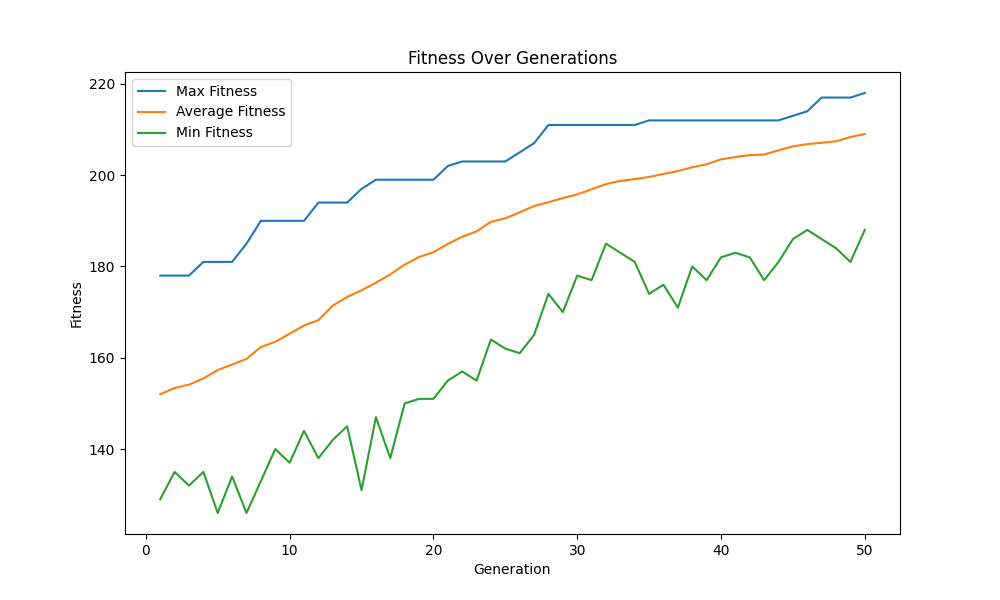 Fitness Over Generations
Max Fitness
Average Fitness
Min Fitness
Fitness
220
200
180
160
140
0 10 20 30 40 50
Generation